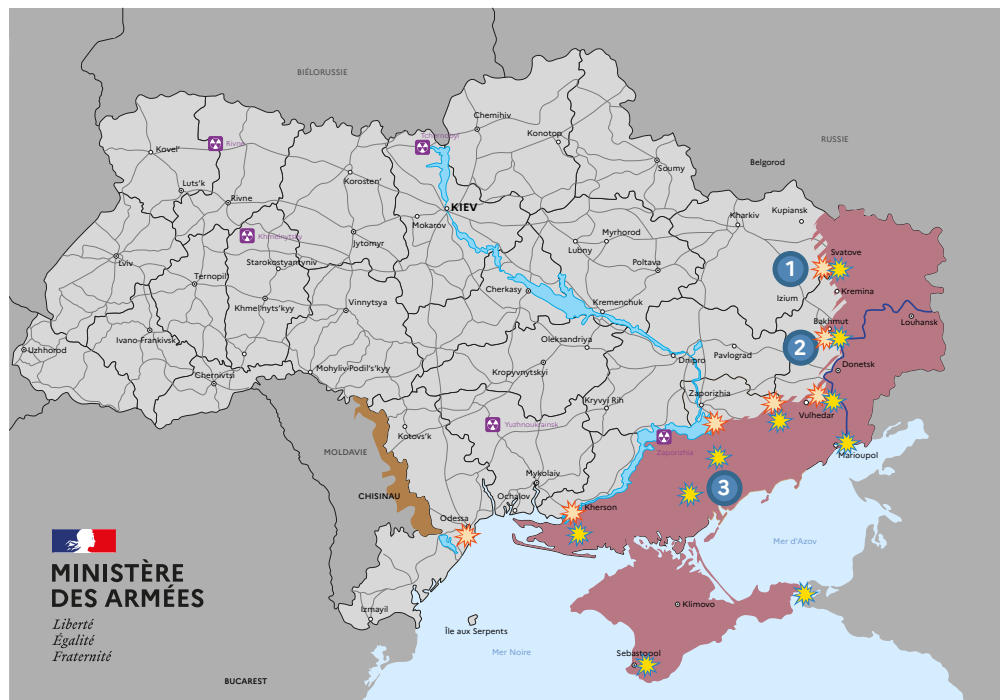 BIÉLORUSSIE
RUSSIE
Chernihiv
Konotop
Tchernobyl
Kovel'
Rivne
Soumy
Belgorod
Korosten'
Luts'k
Rivne
KIEV
Mokarov
Kharkiv
Kupiansk
Khmelnytsky
Jytomyr
Myrhorod
Lubny
Poltava
Svatove
Lviv
Starokostyantyniv
Ternopil
1
Cherkasy
Izium
Kremina
Khmel'nyts'kyy
Vinnytsya
Kremenchuk
Bakhmut
Louhansk
Ivano-Frankivsk
Oleksandriya
2
Uzhhorod
Dnipro
Pavlograd
Donetsk
Chernivtsi
Mohyliv-Podil's'kyy
Kropyvnytskyi
Zaporizhia
Kryvyi Rih
Vulhedar
Kotovs'k
Yuzhnoukrainsk
MOLDAVIE
Zaporizhia
Marioupol
Mykolaiv
3
CHISINAU
Ochalov
Kherson
Odessa
Mer d'Azov
MINISTÈRE
DES ARMÉES
Liberté
Égalité
Fraternité
Izmayil
Klimovo
Île aux Serpents
Mer Noire
Sebastopol
BUCAREST